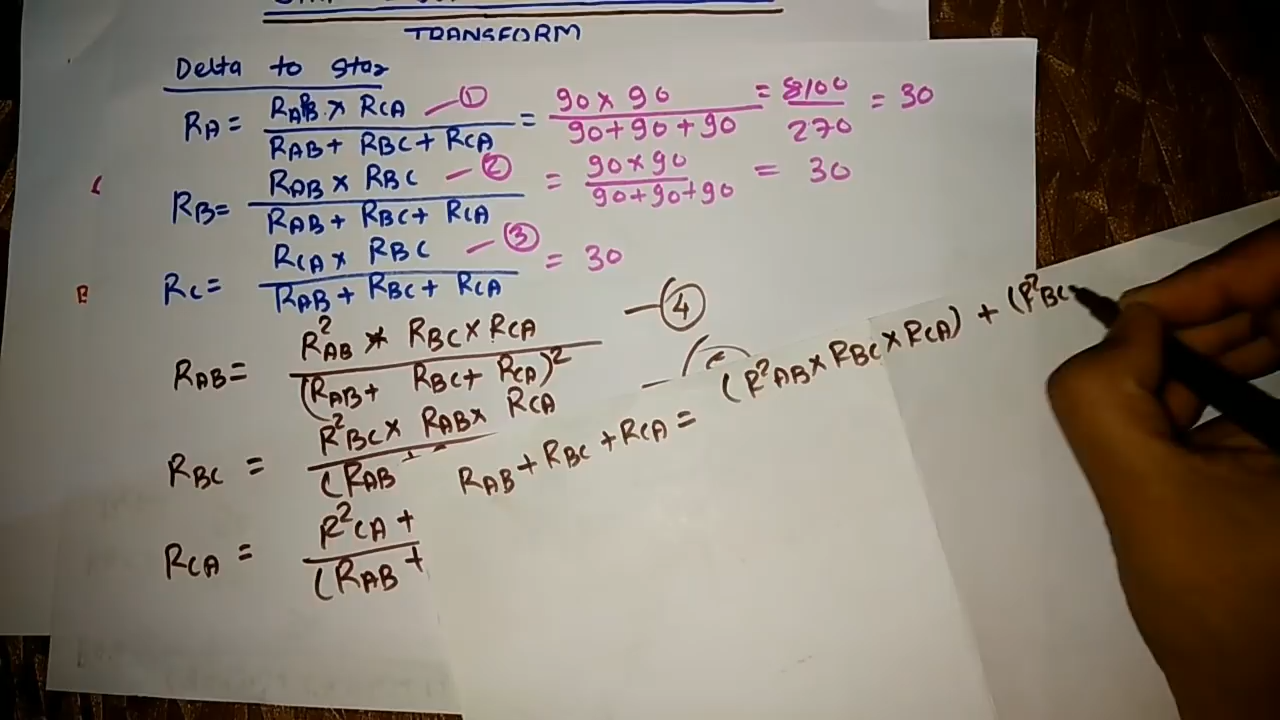 TRANSFORM
Delta to Star
RA = RAB × RCA — ①
RAB + RBC + RCA
= 90 × 90
90 + 90 + 90
= 8100
270
= 30
RB = RAB × RBC — ②
RAB + RBC + RCA
= 90 × 90
90 + 90 + 90
= 30
RC = RCA × RBC — ③
RAB + RBC + RCA
= 30
RAB = R²AB × RBC × RCA — ④
(RAB + RBC + RCA)²
RBC = R²BC × RAB × RCA
(RAB +
RCA = R²CA +
(RAB +
RAB + RBC + RCA = (R²AB × RBC × RCA) + (R²BC